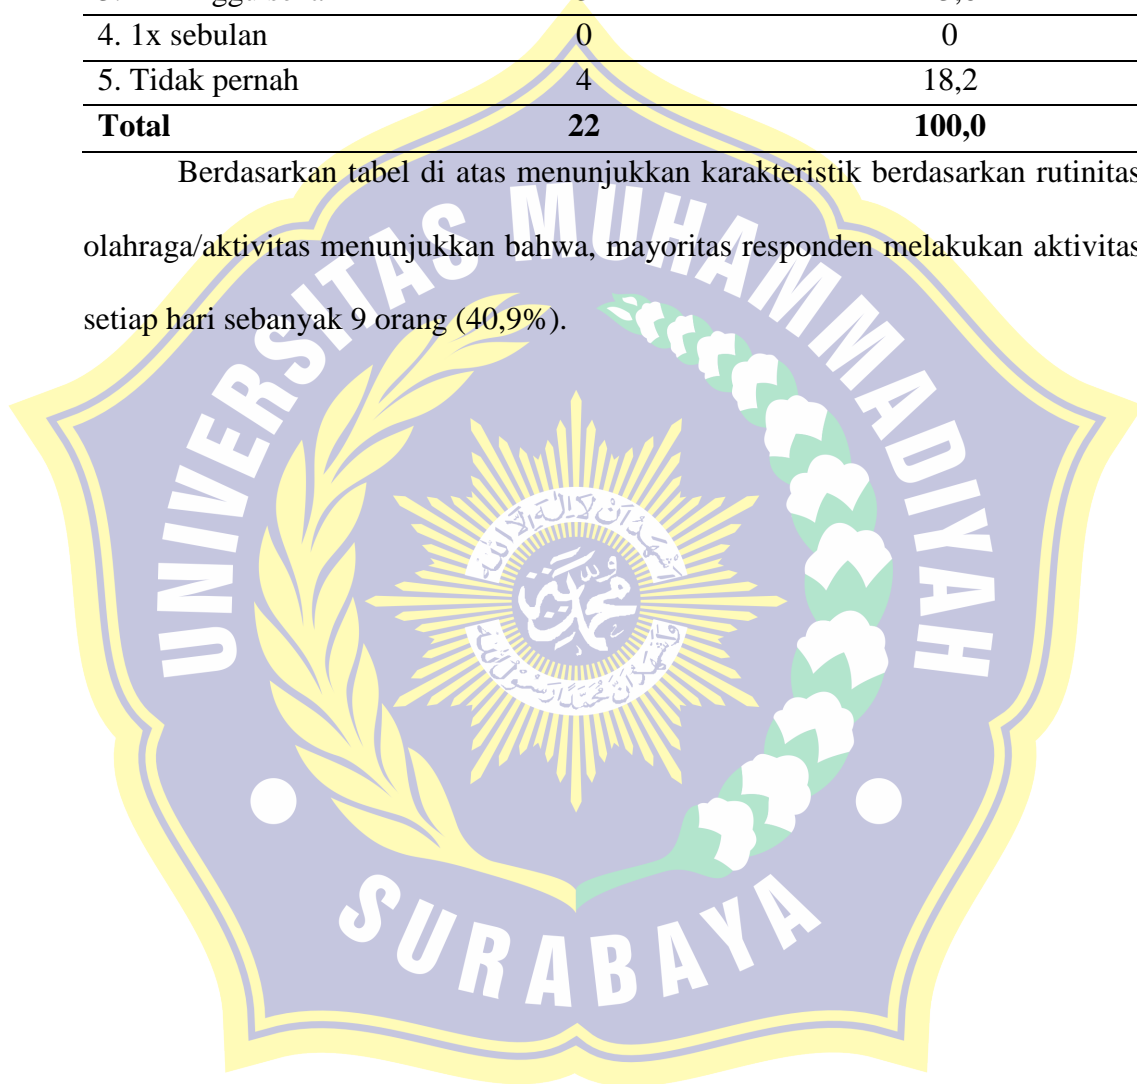 4. 1x sebulan 0 0
5. Tidak pernah 4 18,2
Total 22 100,0
Berdasarkan tabel di atas menunjukkan karakteristik berdasarkan rutinitas
olahraga/aktivitas menunjukkan bahwa, mayoritas responden melakukan aktivitas
setiap hari sebanyak 9 orang (40,9%).
UNIVERSITAS MUHAMMADIYAH
SURABAYA